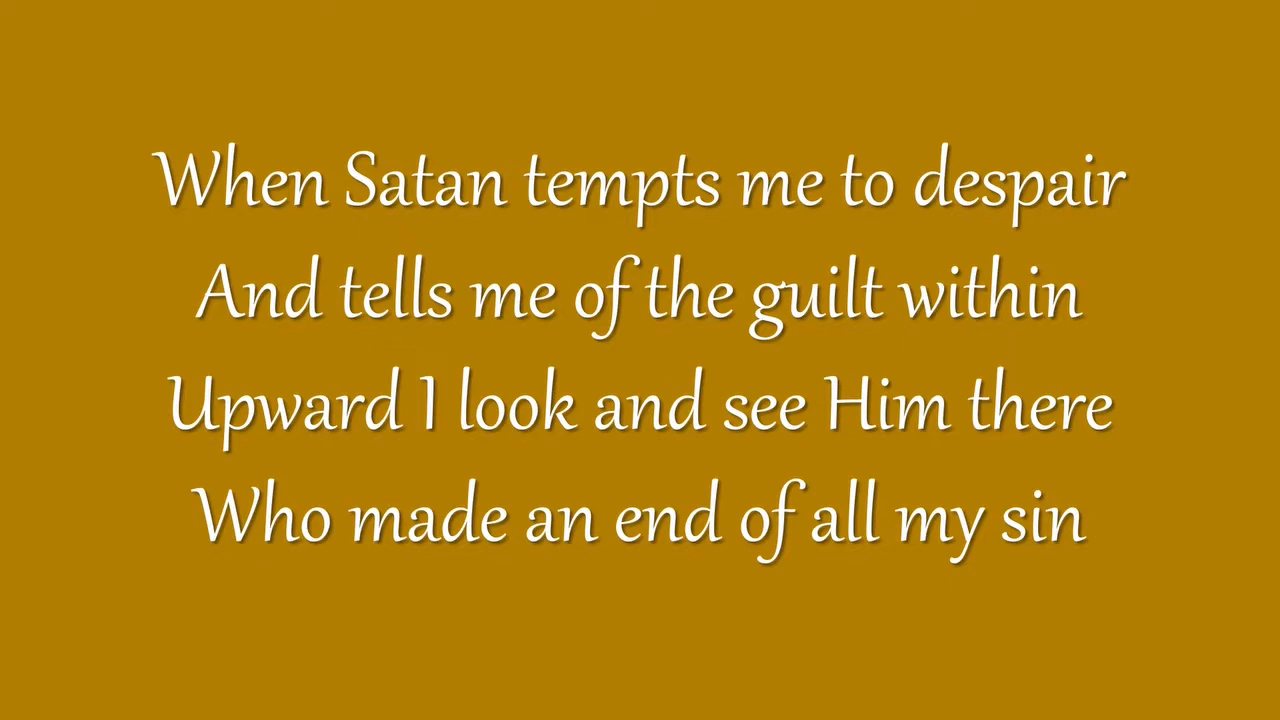 When Satan tempts me to despair
And tells me of the guilt within
Upward I look and see Him there
Who made an end of all my sin